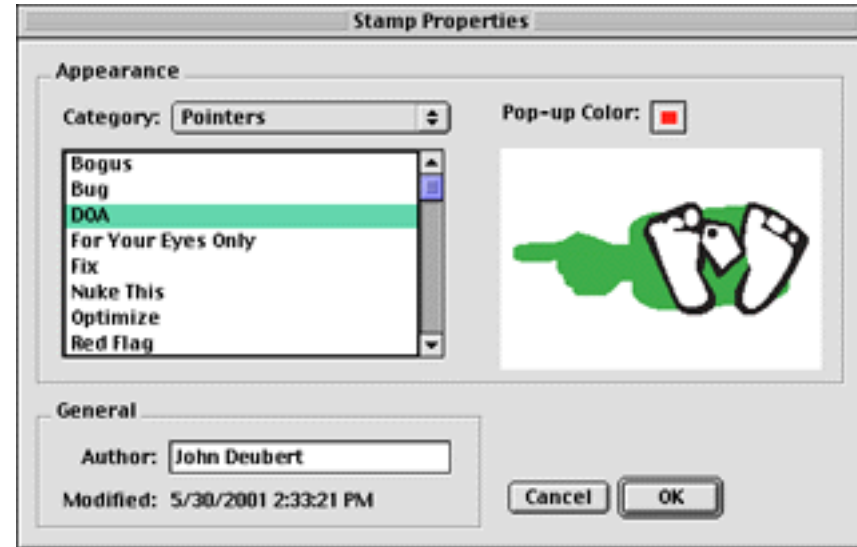 Stamp Properties
Appearance
Category: Pointers
Pop-up Color:
Bogus
Bug
DOA
For Your Eyes Only
Fix
Nuke This
Optimize
Red Flag
General
Author: John Deubert
Modified: 5/30/2001 2:33:21 PM
Cancel OK